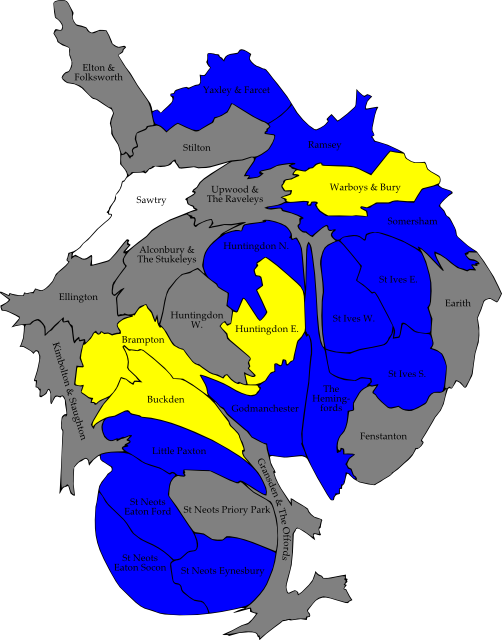 Elton &
Folksworth
Yaxley & Farcet
Stilton
Ramsey
Sawtry
Upwood &
The Raveleys
Warboys & Bury
Somersham
Alconbury &
The Stukeleys
Huntingdon N.
St Ives E.
Ellington
Earith
Huntingdon
W.
Huntingdon E.
St Ives W.
Brampton
Kimbolton & Staughton
Buckden
Godmanchester
The
Heming-
fords
St Ives S.
Fenstanton
Little Paxton
Gransden & The Offords
St Neots
Eaton Ford
St Neots Priory Park
St Neots
Eaton Socon
St Neots Eynesbury